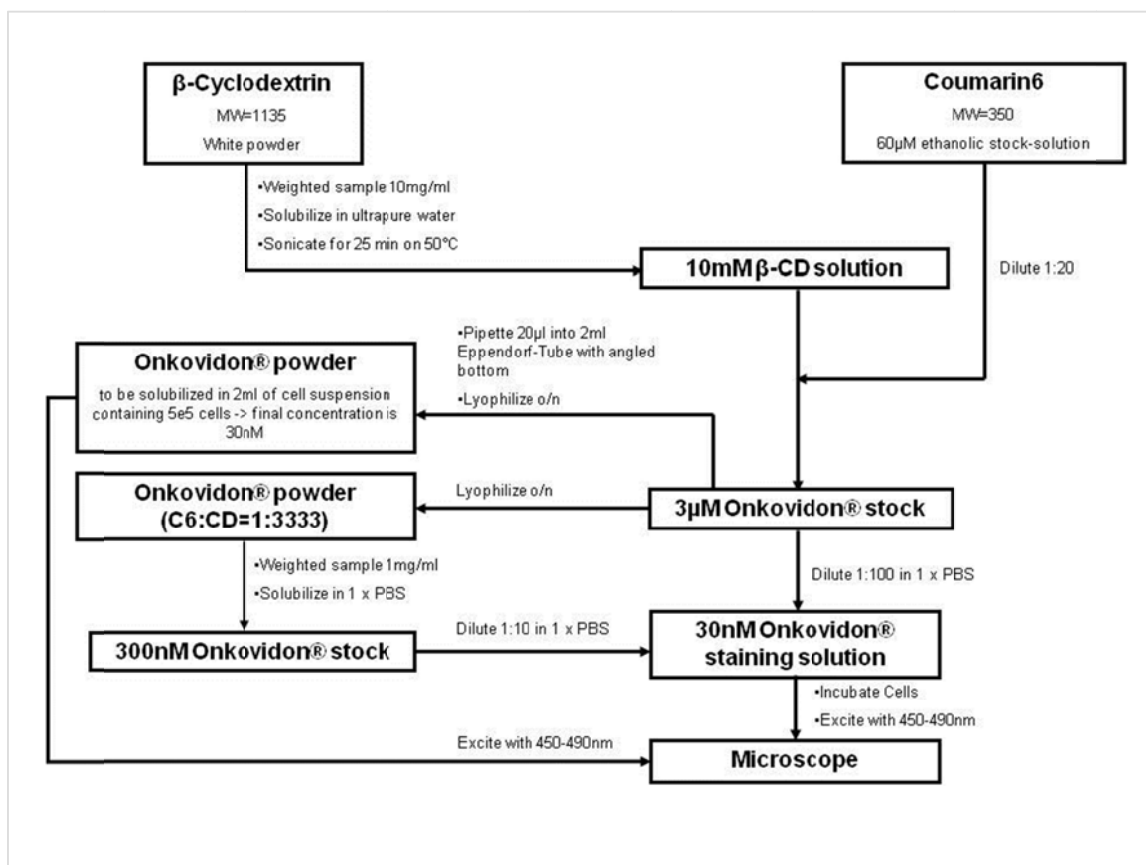 β-Cyclodextrin
MW=1135
White powder
Coumarin6
MW=350
60µM ethanolic stock-solution
•Weighted sample 10mg/ml
•Solubilize in ultrapure water
•Sonicate for 25 min on 50°C
10mM β-CD solution
Dilute 1:20
•Pipette 20µl into 2ml
Eppendorf-Tube with angled
bottom
•Lyophilize o/n
Onkovidon® powder
to be solubilized in 2ml of cell suspension
containing 5e5 cells -> final concentration is
30nM
Onkovidon® powder
(C6:CD=1:3333)
Lyophilize o/n
3µM Onkovidon® stock
•Weighted sample 1mg/ml
•Solubilize in 1 x PBS
Dilute 1:100 in 1 x PBS
300nM Onkovidon® stock
Dilute 1:10 in 1 x PBS
30nM Onkovidon®
staining solution
•Incubate Cells
•Excite with 450-490nm
Excite with 450-490nm
Microscope